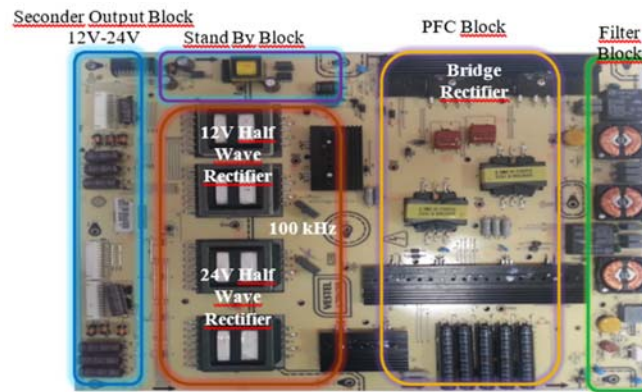 Seconder Output Block
12V-24V
Stand By Block
PFC Block
Filter
Block
Bridge
Rectifier
12V Half
Wave
Rectifier
100 kHz
24V Half
Wave
Rectifier
VESTEL